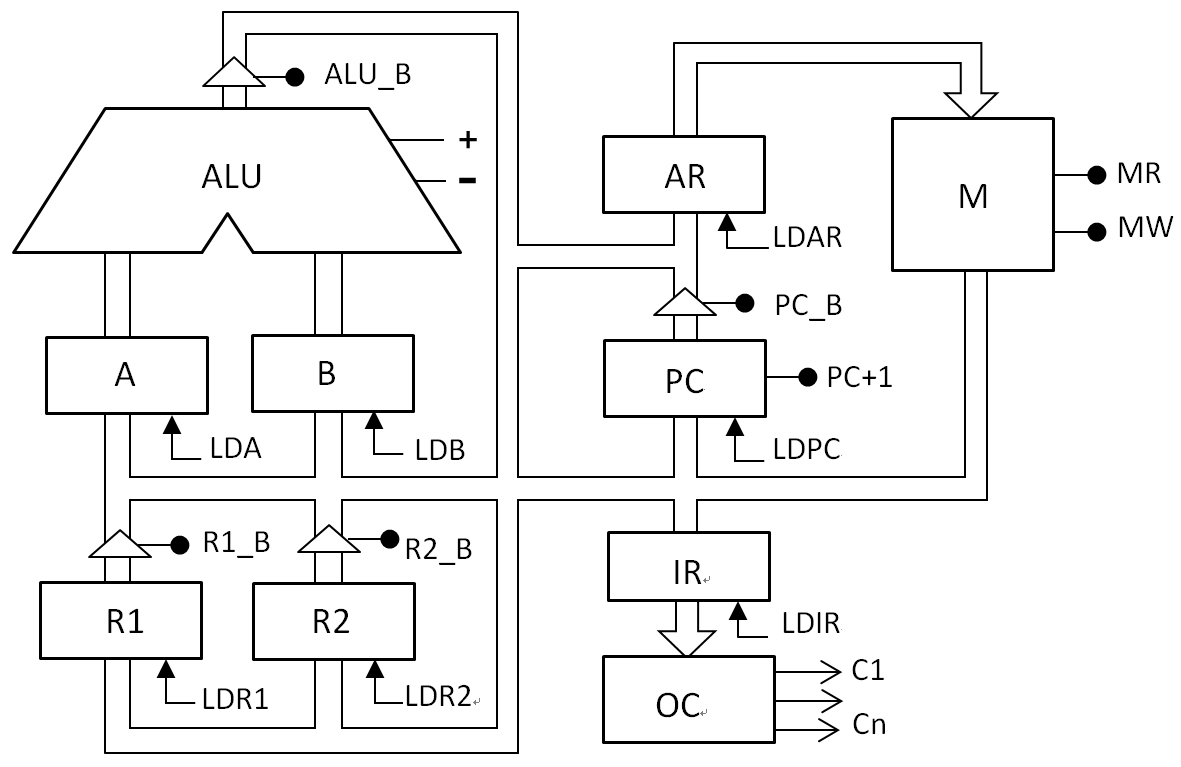 ALU_B
+
ALU
-
AR
M
MR
MW
LDAR
PC_B
A
B
PC
PC+1
LDA
LDB
LDPC
R1_B
R2_B
IR
R1
R2
LDIR
LDR1
LDR2
OC
C1
Cn